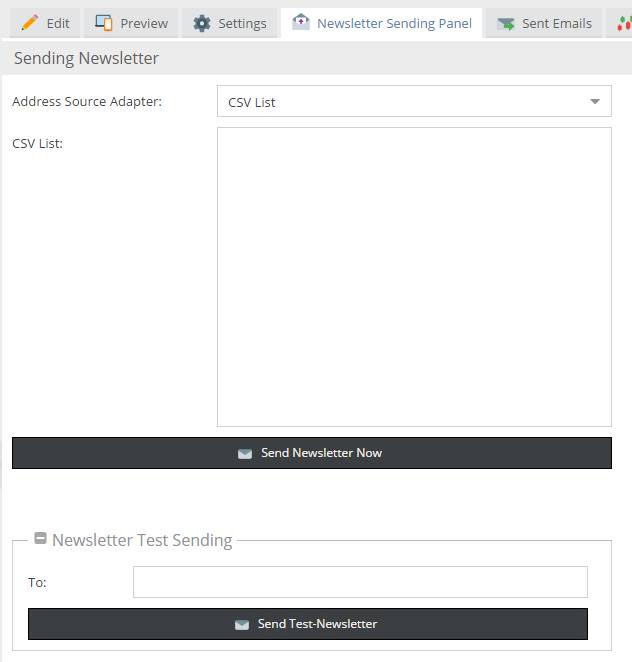 Edit Preview Settings Newsletter Sending Panel Sent Emails
Sending Newsletter
Address Source Adapter: CSV List
CSV List:
Send Newsletter Now
Newsletter Test Sending
To:
Send Test-Newsletter